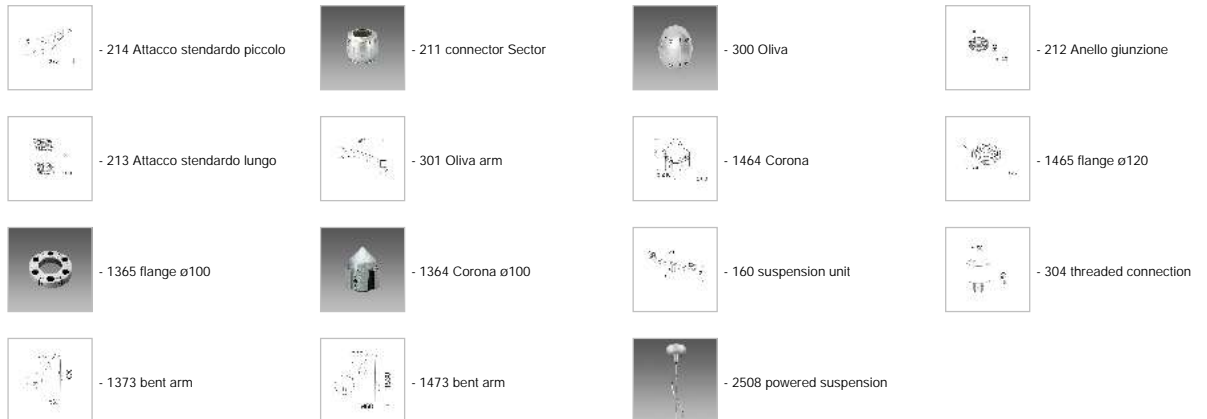 - 214 Attacco stendardo piccolo
- 211 connector Sector
- 300 Oliva
- 212 Anello giunzione
- 213 Attacco stendardo lungo
- 301 Oliva arm
- 1464 Corona
- 1465 flange ø120
- 1365 flange ø100
- 1364 Corona ø100
- 160 suspension unit
- 304 threaded connection
- 1373 bent arm
- 1473 bent arm
- 2508 powered suspension